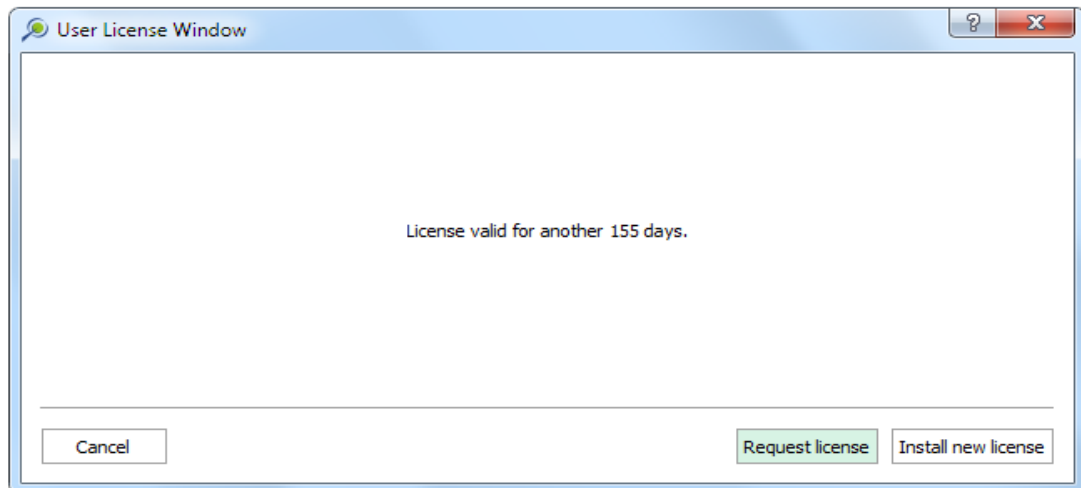 User License Window
License valid for another 155 days.
Cancel
Request license
Install new license